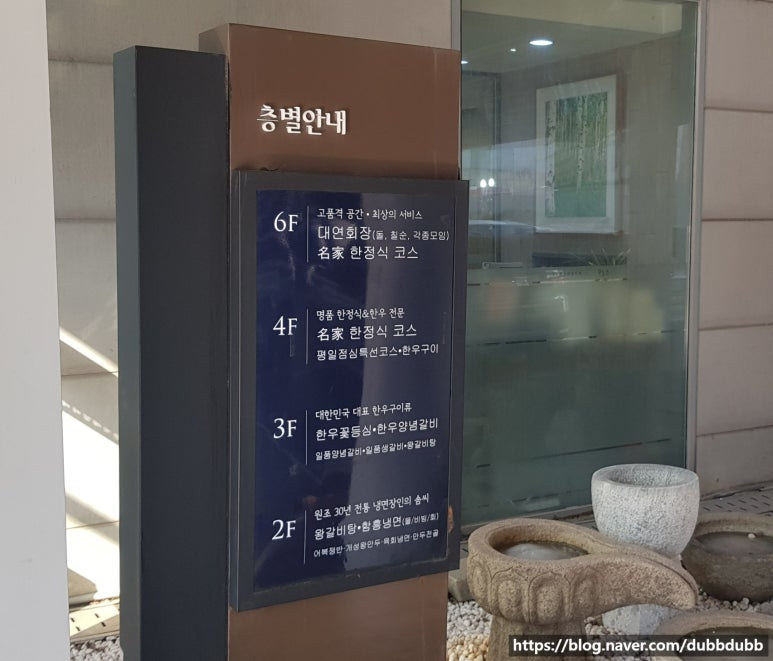 층별안내
6F
고품격 공간 • 최상의 서비스
대연회장(돌, 칠순, 각종모임)
名家 한정식 코스
4F
명품 한정식&한우 전문
名家 한정식 코스
평일점심특선코스•한우구이
3F
대한민국 대표 한우구이류
한우꽃등심•한우양념갈비
일품양념갈비•일품생갈비•왕갈비탕
2F
원조 30년 전통 냉면장인의 솜씨
왕갈비탕•함흥냉면(물/비빔/회)
어복쟁반·개성왕만두·육회냉면·만두전골
https://blog.naver.com/dubbdubb